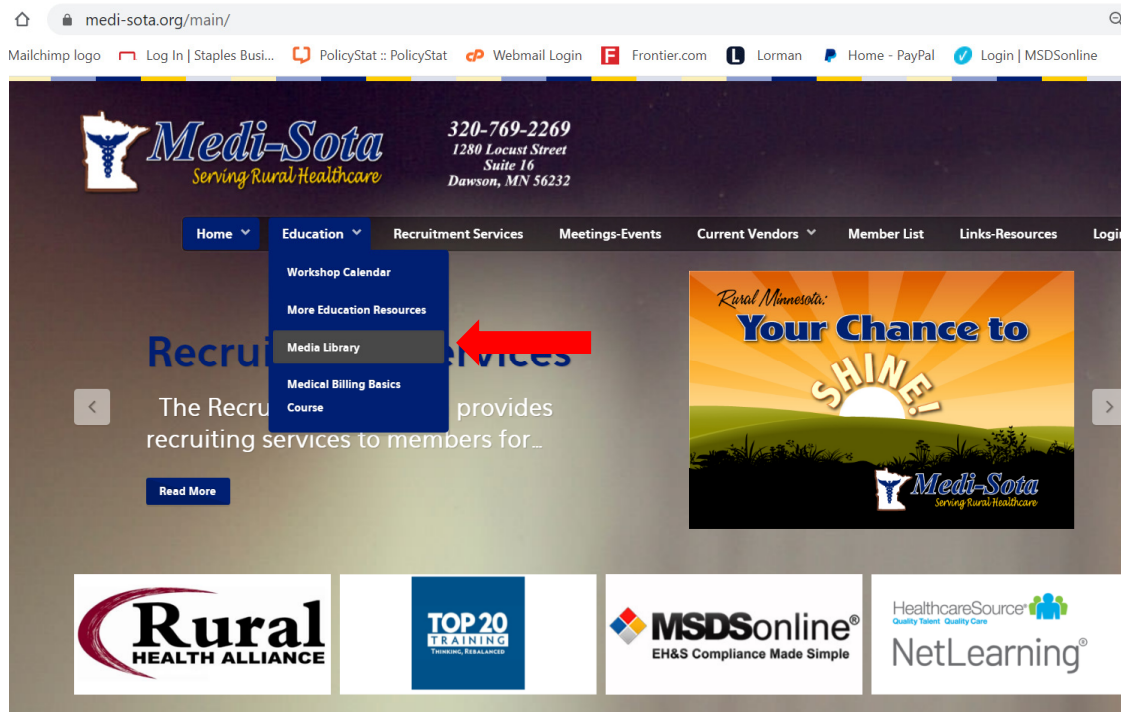 medi-sota.org/main/
Mailchimp logo Log In | Staples Busi... PolicyStat :: PolicyStat Webmail Login Frontier.com Lorman Home - PayPal Login | MSDSonline
Medi-Sota
Serving Rural Healthcare
320-769-2269
1280 Locust Street
Suite 16
Dawson, MN 56232
Home Education Recruitment Services Meetings-Events Current Vendors Member List Links-Resources Login
Workshop Calendar
More Education Resources
Media Library
Medical Billing Basics
Course
Recrui vices
The Recru provides
recruiting services to members for...
Read More
Rural Minnesota:
Your Chance to
SHINE!
Medi-Sota
Serving Rural Healthcare
Rural
HEALTH ALLIANCE
TOP 20
TRAINING
THINKING, REBALANCED
MSDSonline®
EH&S Compliance Made Simple
HealthcareSource®
Quality Talent Quality Care
NetLearning®